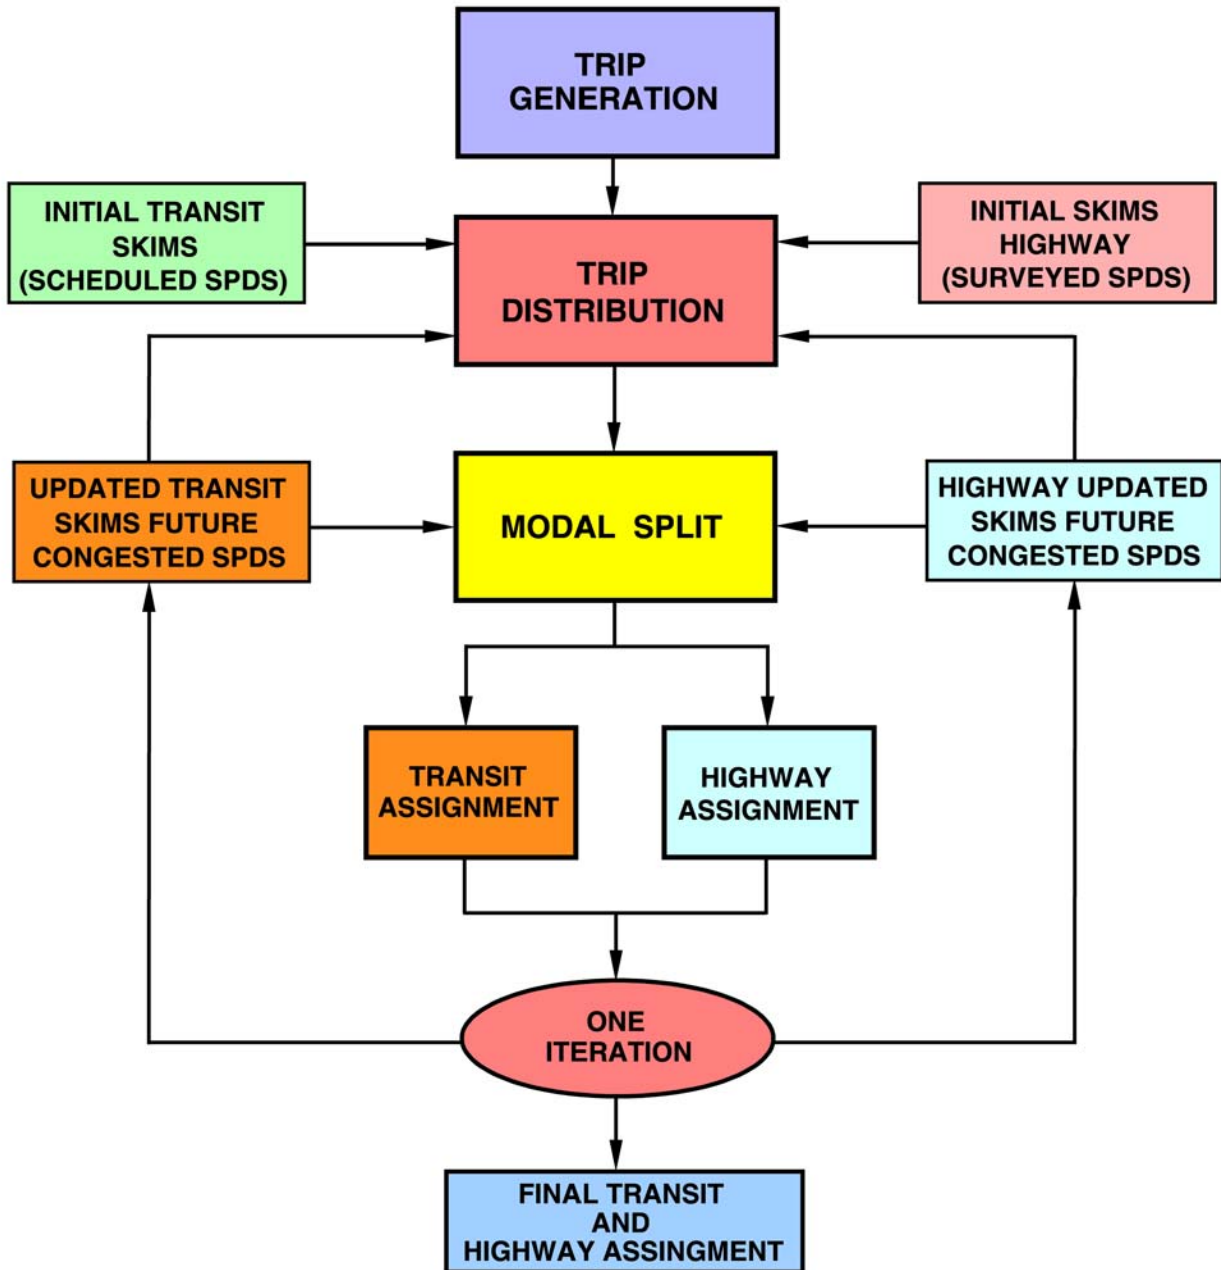 TRIP
GENERATION
INITIAL TRANSIT
SKIMS
(SCHEDULED SPDS)
TRIP
DISTRIBUTION
INITIAL SKIMS
HIGHWAY
(SURVEYED SPDS)
UPDATED TRANSIT
SKIMS FUTURE
CONGESTED SPDS
MODAL SPLIT
HIGHWAY UPDATED
SKIMS FUTURE
CONGESTED SPDS
TRANSIT
ASSIGNMENT
HIGHWAY
ASSIGNMENT
ONE
ITERATION
FINAL TRANSIT
AND
HIGHWAY ASSINGMENT